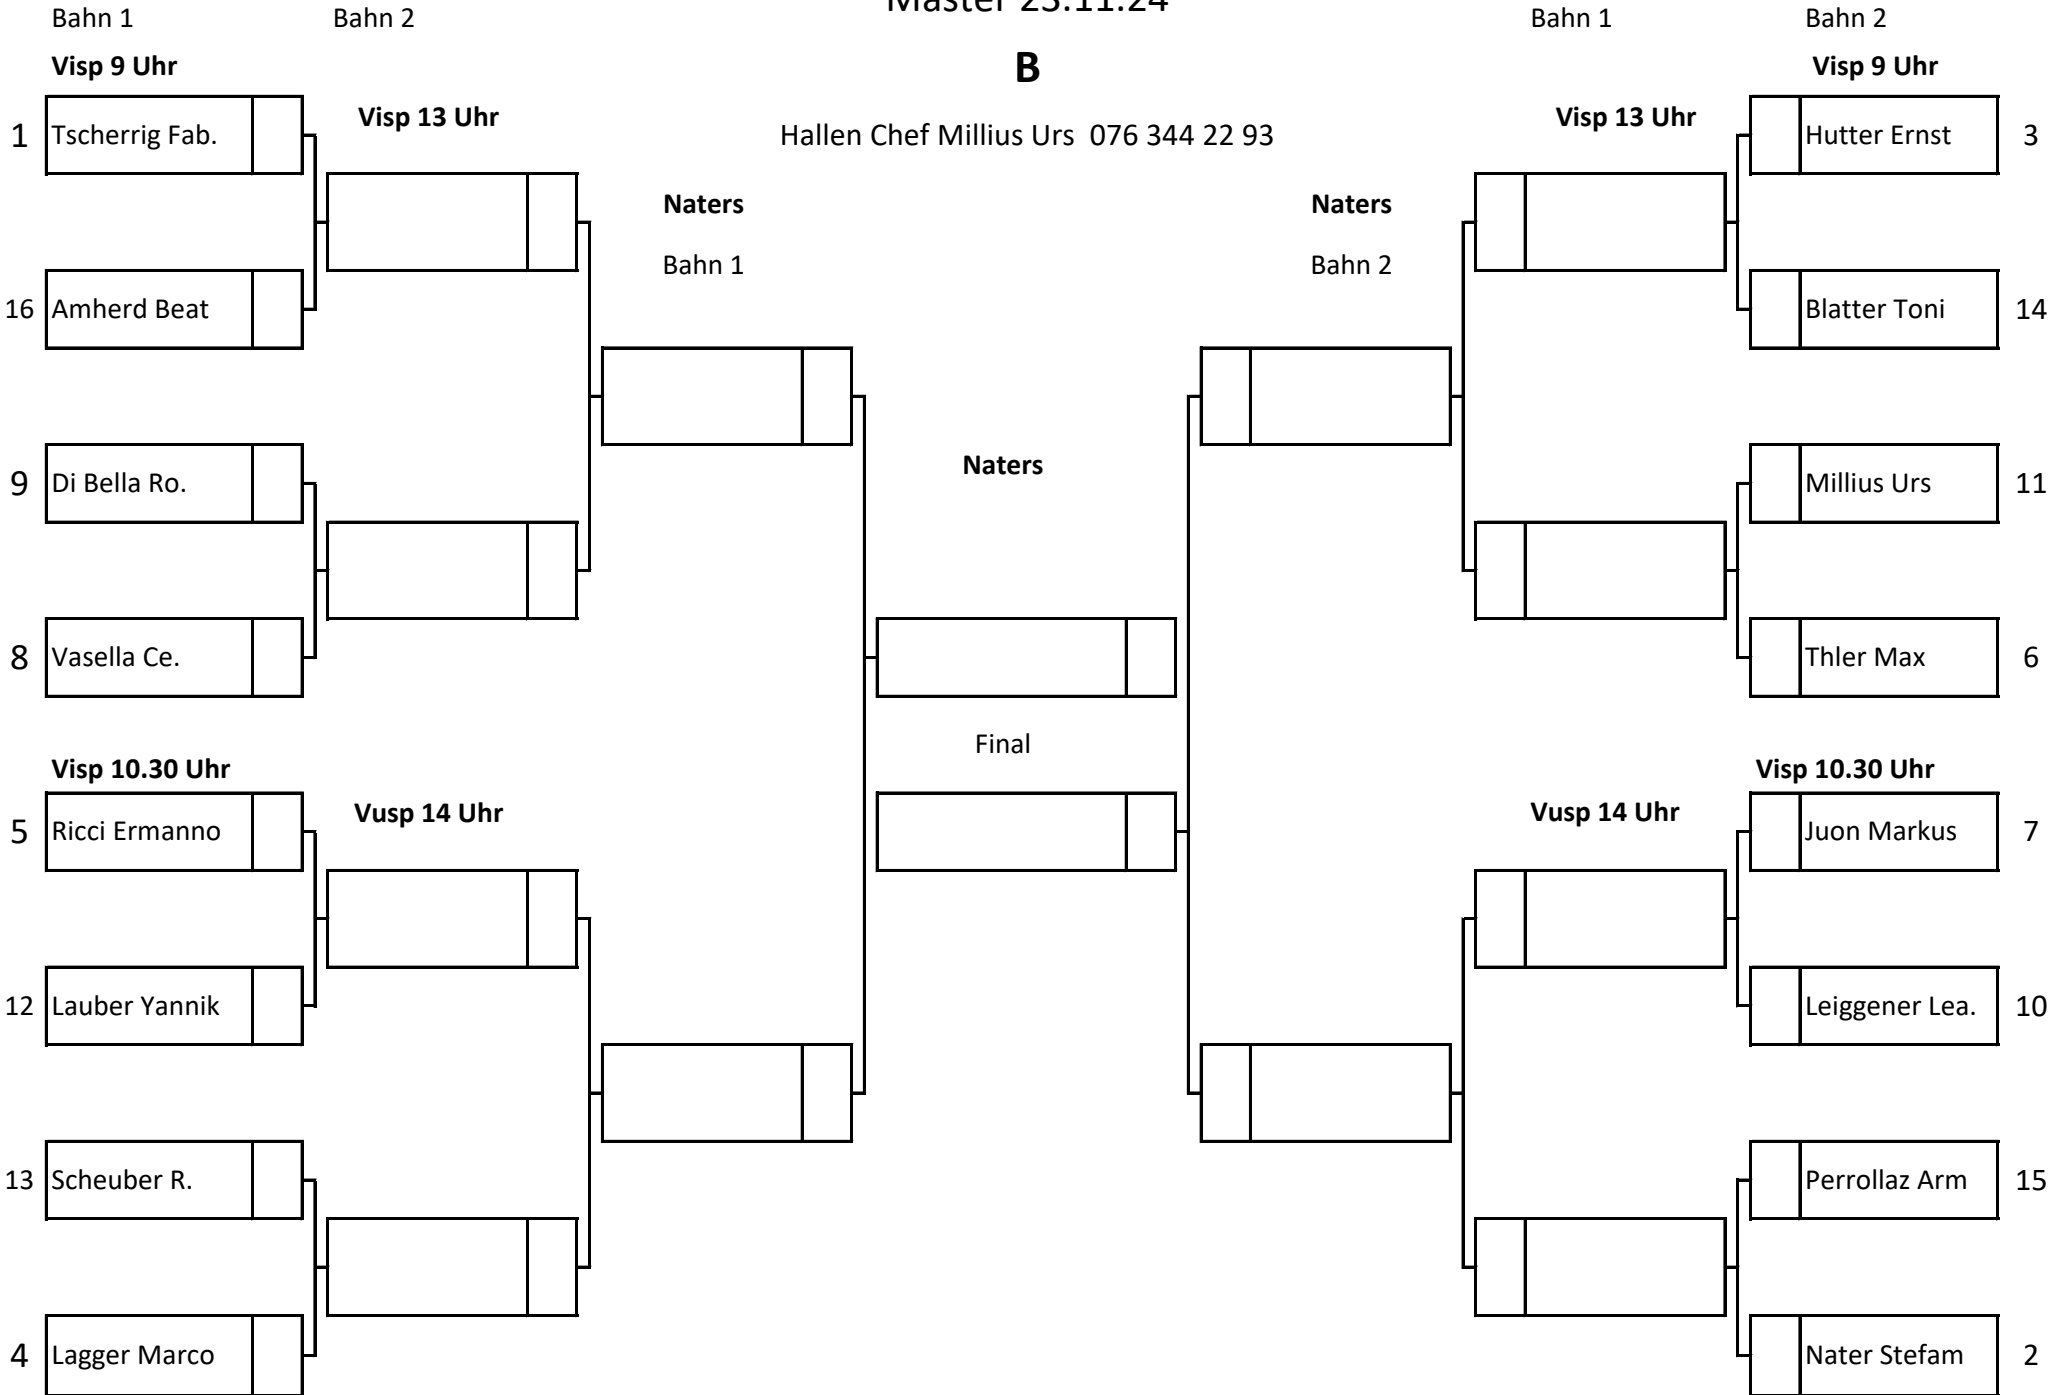 Master 23.11.24
Bahn 1 Bahn 2 Bahn 1 Bahn 2
Visp 9 Uhr B Visp 9 Uhr
Visp 13 Uhr Visp 13 Uhr
1 Tscherrig Fab. Hallen Chef Millius Urs 076 344 22 93 Hutter Ernst 3
Naters Naters
Bahn 1 Bahn 2
16 Amherd Beat Blatter Toni 14
Naters
9 Di Bella Ro. Millius Urs 11
8 Vasella Ce. Thler Max 6
Final
Visp 10.30 Uhr Visp 10.30 Uhr
Vusp 14 Uhr Vusp 14 Uhr
5 Ricci Ermanno Juon Markus 7
12 Lauber Yannik Leiggener Lea. 10
13 Scheuber R. Perrollaz Arm 15
4 Lagger Marco Nater Stefam 2